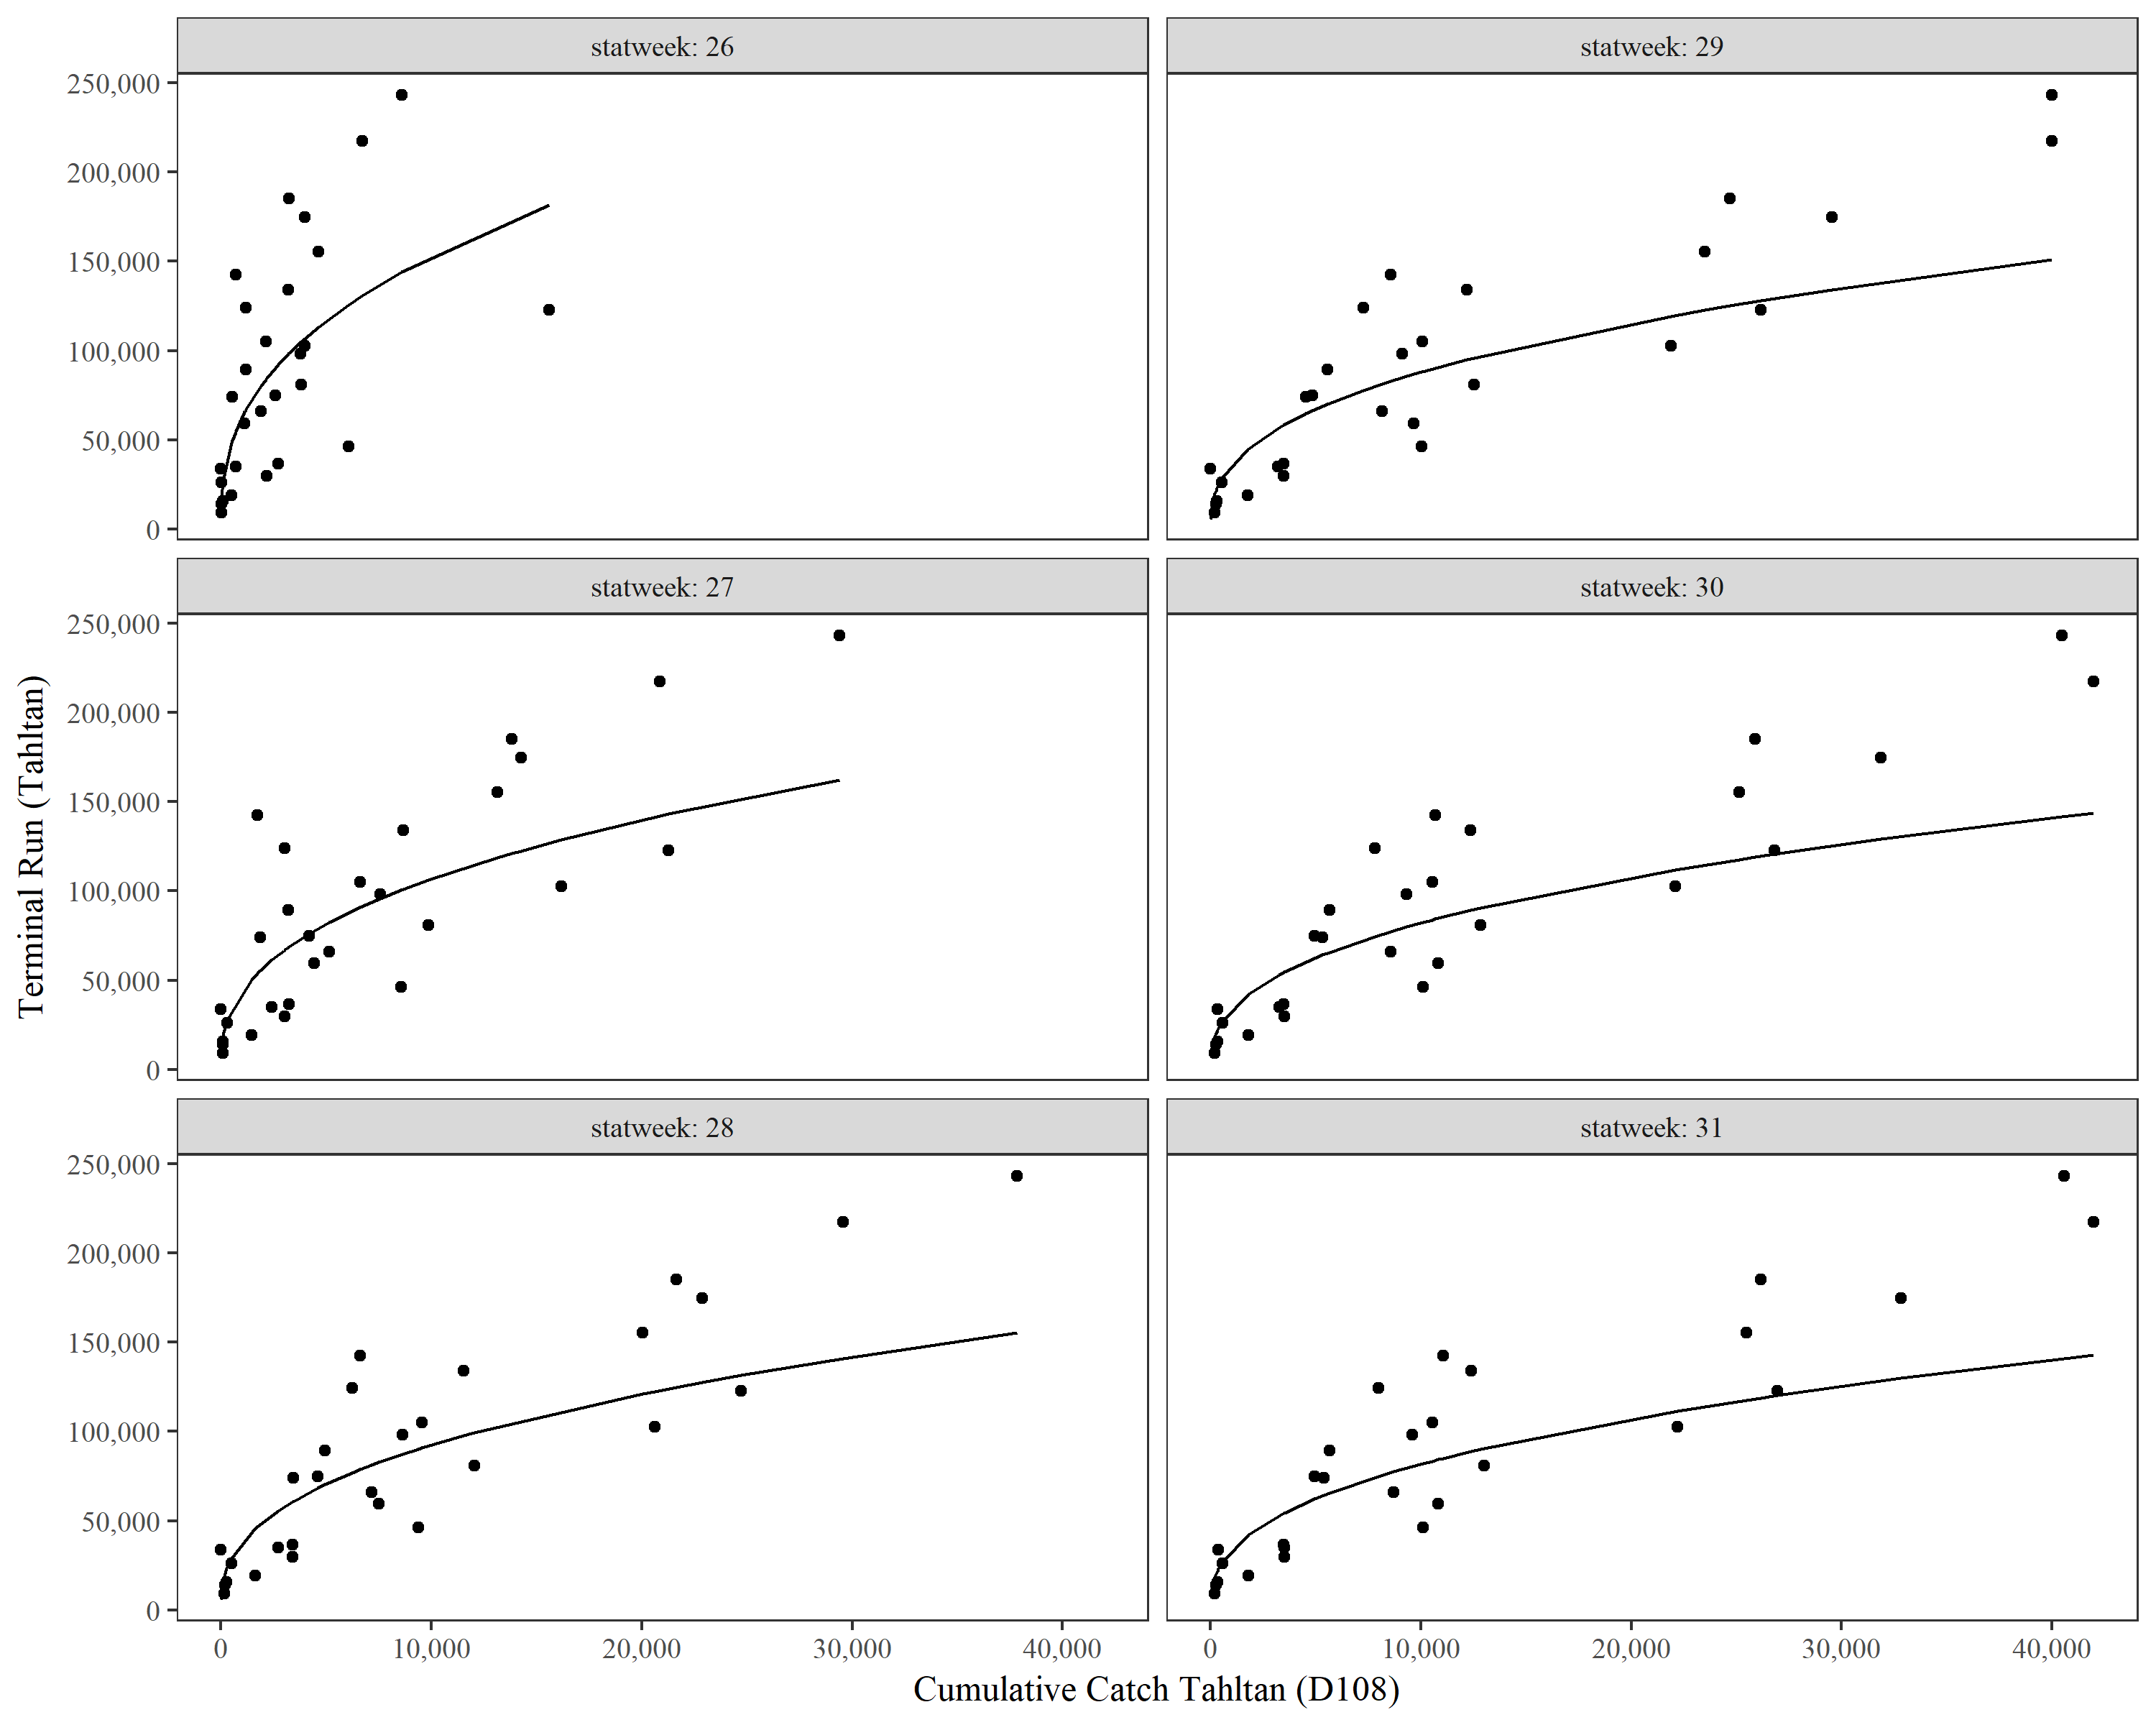 statweek: 26
statweek: 29
250,000
200,000
150,000
100,000
50,000
0
statweek: 27
statweek: 30
250,000
200,000
150,000
100,000
50,000
0
Terminal Run (Tahltan)
statweek: 28
statweek: 31
250,000
200,000
150,000
100,000
50,000
0
0 10,000 20,000 30,000 40,000 0 10,000 20,000 30,000 40,000
Cumulative Catch Tahltan (D108)